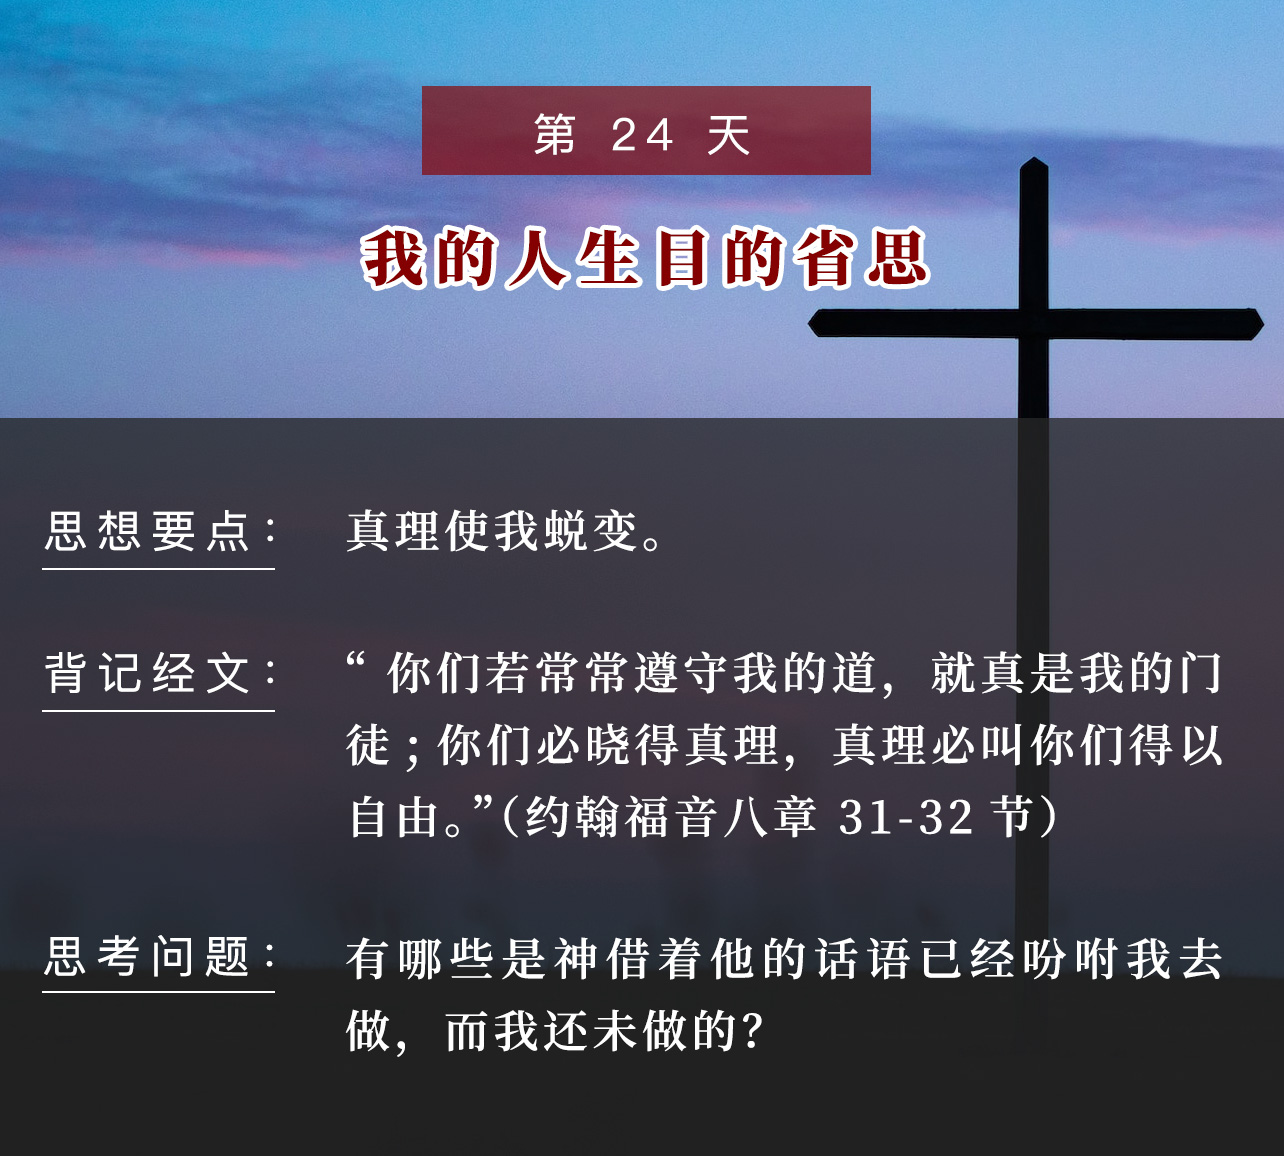 第 24 天
我的人生目的省思
思想要点：
真理使我蜕变。
背记经文：
“ 你们若常常遵守我的道，就真是我的门
徒；你们必晓得真理，真理必叫你们得以
自由。”（约翰福音八章 31-32 节）
思考问题：
有哪些是神借着他的话语已经吩咐我去
做，而我还未做的？